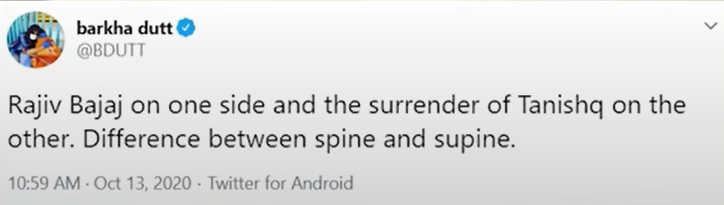 barkha dutt
@BDUTT
Rajiv Bajaj on one side and the surrender of Tanishq on the
other. Difference between spine and supine.
10:59 AM · Oct 13, 2020 · Twitter for Android